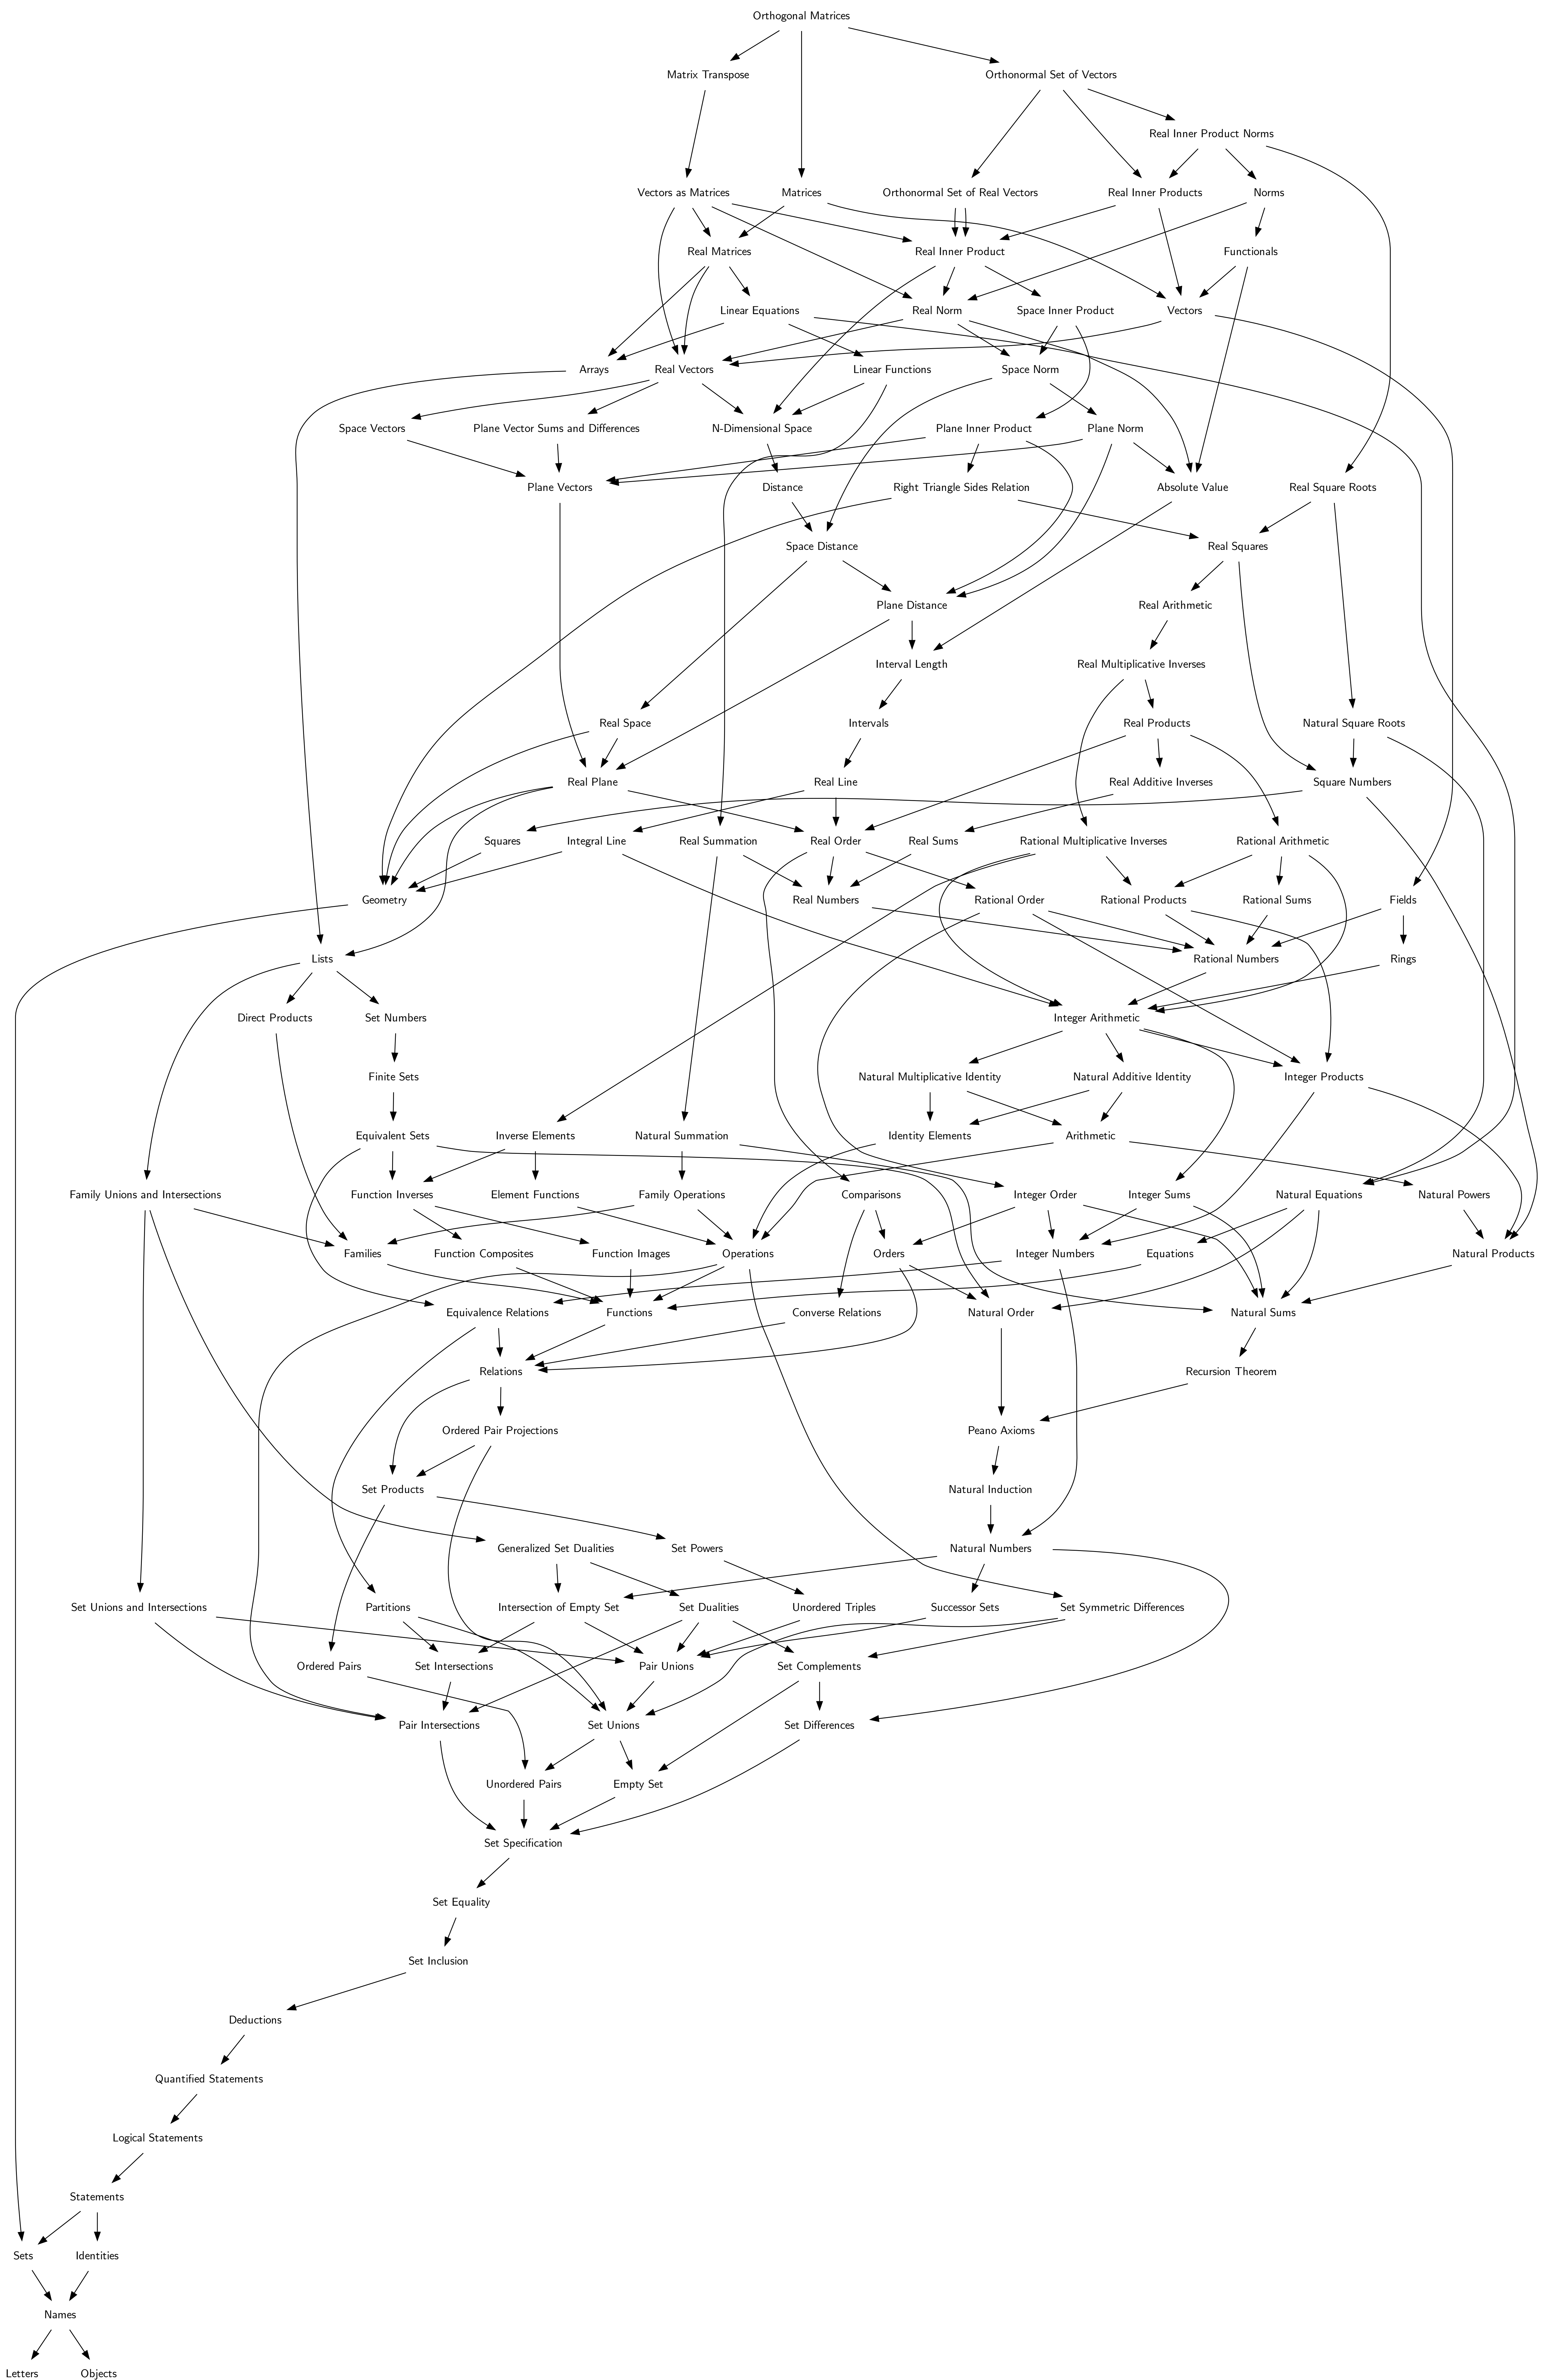 Orthogonal Matrices
Matrix Transpose
Orthonormal Set of Vectors
Real Inner Product Norms
Vectors as Matrices
Matrices
Orthonormal Set of Real Vectors
Real Inner Products
Norms
Real Matrices
Real Inner Product
Functionals
Linear Equations
Real Norm
Space Inner Product
Vectors
Arrays
Real Vectors
Linear Functions
Space Norm
Space Vectors
Plane Vector Sums and Differences
N-Dimensional Space
Plane Inner Product
Plane Norm
Plane Vectors
Distance
Right Triangle Sides Relation
Absolute Value
Real Square Roots
Space Distance
Real Squares
Plane Distance
Real Arithmetic
Interval Length
Real Multiplicative Inverses
Real Space
Intervals
Real Products
Natural Square Roots
Real Plane
Real Line
Real Additive Inverses
Square Numbers
Squares
Integral Line
Real Summation
Real Order
Real Sums
Rational Multiplicative Inverses
Rational Arithmetic
Geometry
Real Numbers
Rational Order
Rational Products
Rational Sums
Fields
Lists
Rational Numbers
Rings
Direct Products
Set Numbers
Integer Arithmetic
Finite Sets
Natural Multiplicative Identity
Natural Additive Identity
Integer Products
Equivalent Sets
Inverse Elements
Natural Summation
Identity Elements
Arithmetic
Family Unions and Intersections
Function Inverses
Element Functions
Family Operations
Comparisons
Integer Order
Integer Sums
Natural Equations
Natural Powers
Families
Function Composites
Function Images
Operations
Orders
Integer Numbers
Equations
Natural Products
Equivalence Relations
Functions
Converse Relations
Natural Order
Natural Sums
Relations
Recursion Theorem
Ordered Pair Projections
Peano Axioms
Set Products
Natural Induction
Generalized Set Dualities
Set Powers
Natural Numbers
Set Unions and Intersections
Partitions
Intersection of Empty Set
Set Dualities
Unordered Triples
Successor Sets
Set Symmetric Differences
Ordered Pairs
Set Intersections
Pair Unions
Set Complements
Pair Intersections
Set Unions
Set Differences
Unordered Pairs
Empty Set
Set Specification
Set Equality
Set Inclusion
Deductions
Quantified Statements
Logical Statements
Statements
Sets
Identities
Names
Letters
Objects